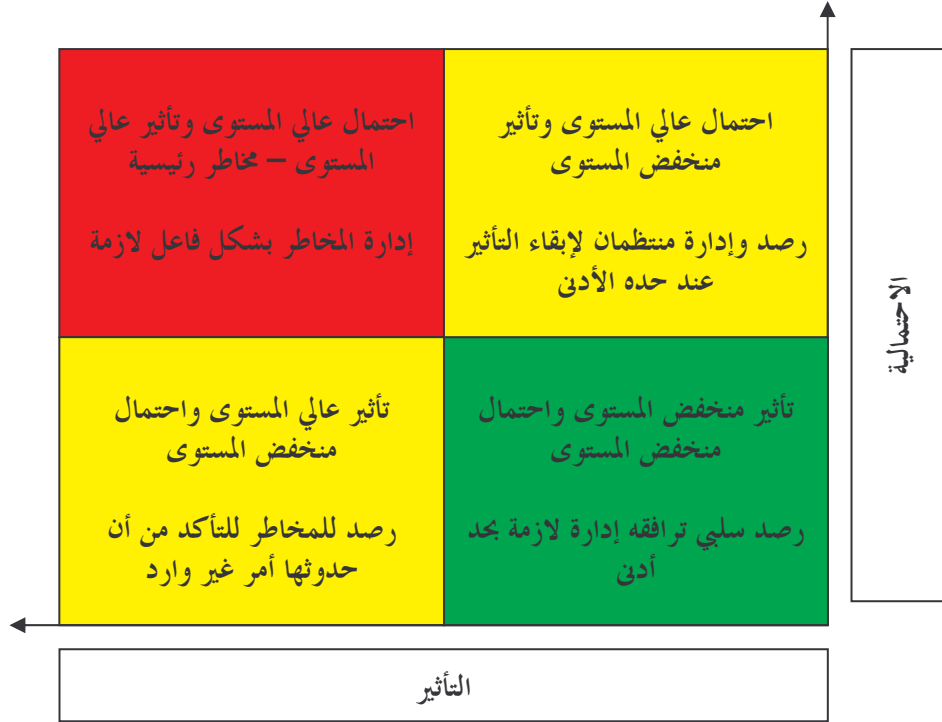 احتمال عالي المستوى وتأثير
منخفض المستوى
رصد وإدارة منتظمان لإبقاء التأثير
عند حده الأدنى
احتمال عالي المستوى وتأثير عالي
المستوى – مخاطر رئيسية
إدارة المخاطر بشكل فاعل لازمة
الاحتمالية
تأثير منخفض المستوى واحتمال
منخفض المستوى
رصد سلبي ترافقه إدارة لازمة بحد
أدنى
تأثير عالي المستوى واحتمال
منخفض المستوى
رصد للمخاطر للتأكد من أن
حدوثها أمر غير وارد
التأثير